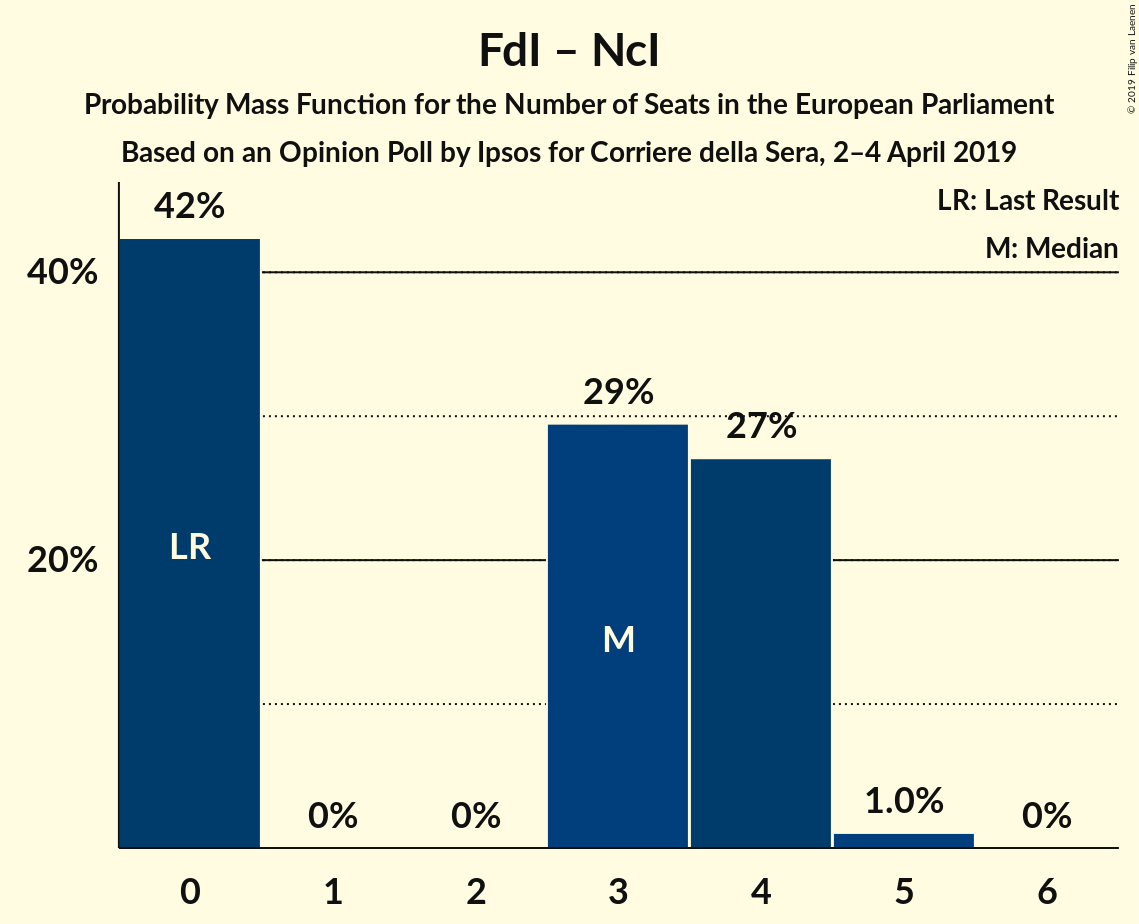 FdI – NcI
Probability Mass Function for the Number of Seats in the European Parliament
Based on an Opinion Poll by Ipsos for Corriere della Sera, 2–4 April 2019
© 2019 Filip van Laenen
LR: Last Result
M: Median
42%
40%
29%
27%
LR
20%
M
1.0%
0%
0%
0%
0 1 2 3 4 5 6